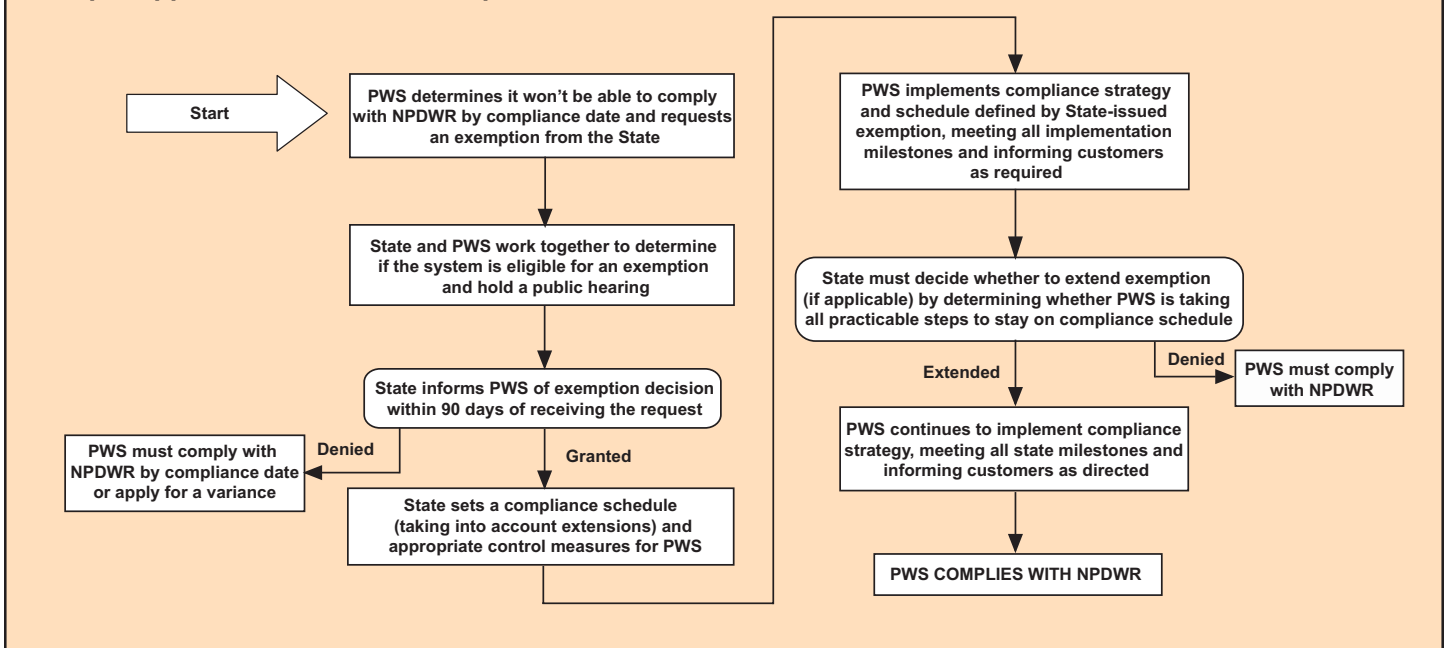 Start
PWS determines it won't be able to comply
with NPDWR by compliance date and requests
an exemption from the State
State and PWS work together to determine
if the system is eligible for an exemption
and hold a public hearing
State informs PWS of exemption decision
within 90 days of receiving the request
Denied
PWS must comply with
NPDWR by compliance date
or apply for a variance
Granted
State sets a compliance schedule
(taking into account extensions) and
appropriate control measures for PWS
PWS implements compliance strategy
and schedule defined by State-issued
exemption, meeting all implementation
milestones and informing customers
as required
State must decide whether to extend exemption
(if applicable) by determining whether PWS is taking
all practicable steps to stay on compliance schedule
Denied
PWS must comply
with NPDWR
Extended
PWS continues to implement compliance
strategy, meeting all state milestones and
informing customers as directed
PWS COMPLIES WITH NPDWR